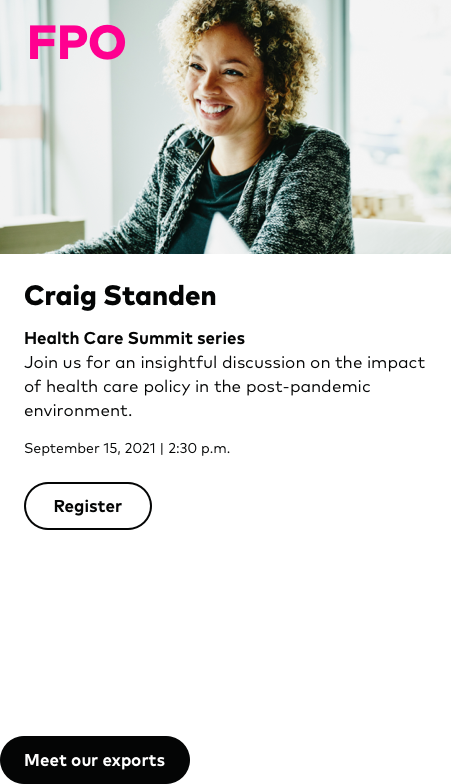 FPO
Craig Standen
Health Care Summit series
Join us for an insightful discussion on the impact
of health care policy in the post-pandemic
environment.
September 15, 2021 | 2:30 p.m.
Register
Meet our exports